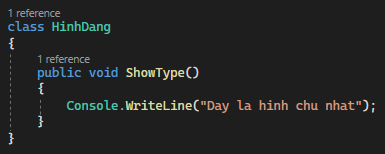 1 reference
class HinhDang
{
1 reference
public void ShowType()
{
Console.WriteLine("Day la hinh chu nhat");
}
}